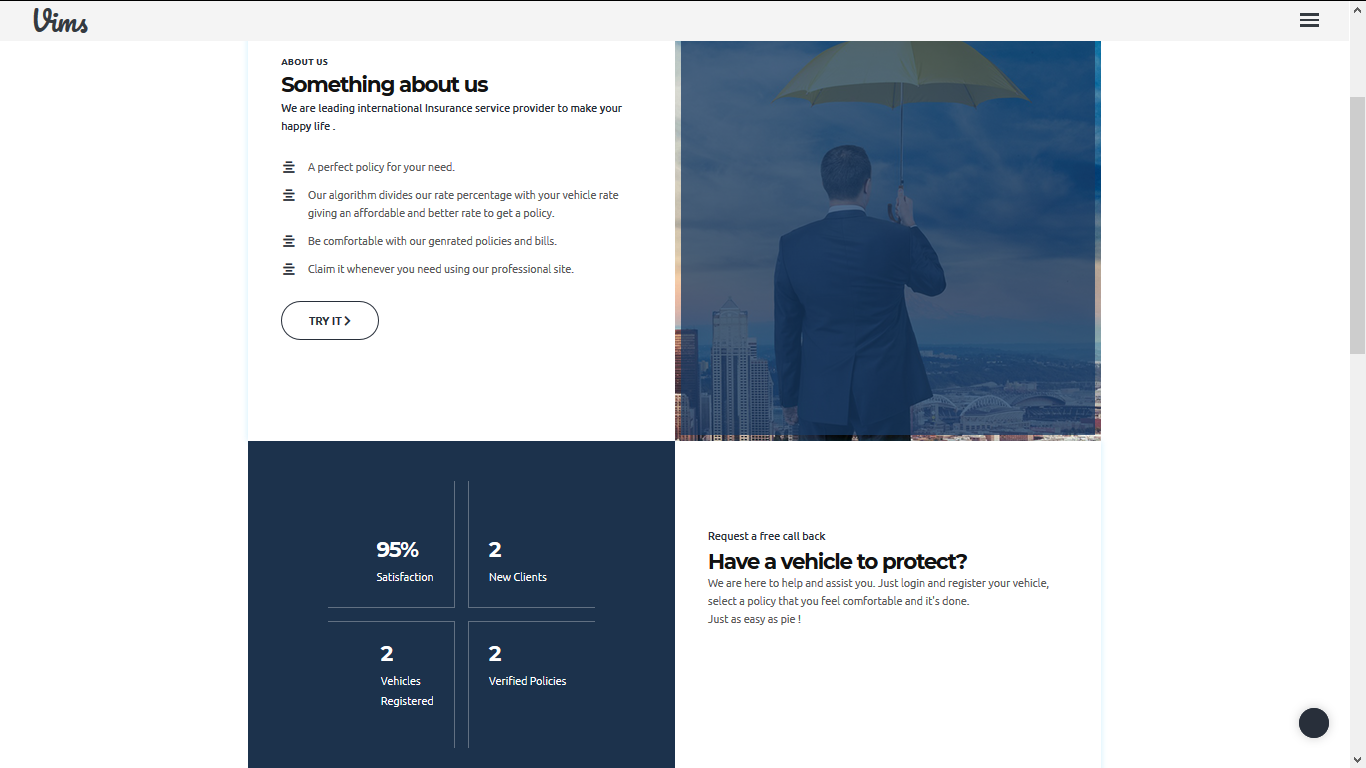 Vims
ABOUT US
Something about us
We are leading international Insurance service provider to make your
happy life .
A perfect policy for your need.
Our algorithm divides our rate percentage with your vehicle rate
giving an affordable and better rate to get a policy.
Be comfortable with our genrated policies and bills.
Claim it whenever you need using our professional site.
TRY IT
95%
Satisfaction
2
New Clients
2
Vehicles
Registered
2
Verified Policies
Request a free call back
Have a vehicle to protect?
We are here to help and assist you. Just login and register your vehicle,
select a policy that you feel comfortable and it's done.
Just as easy as pie !